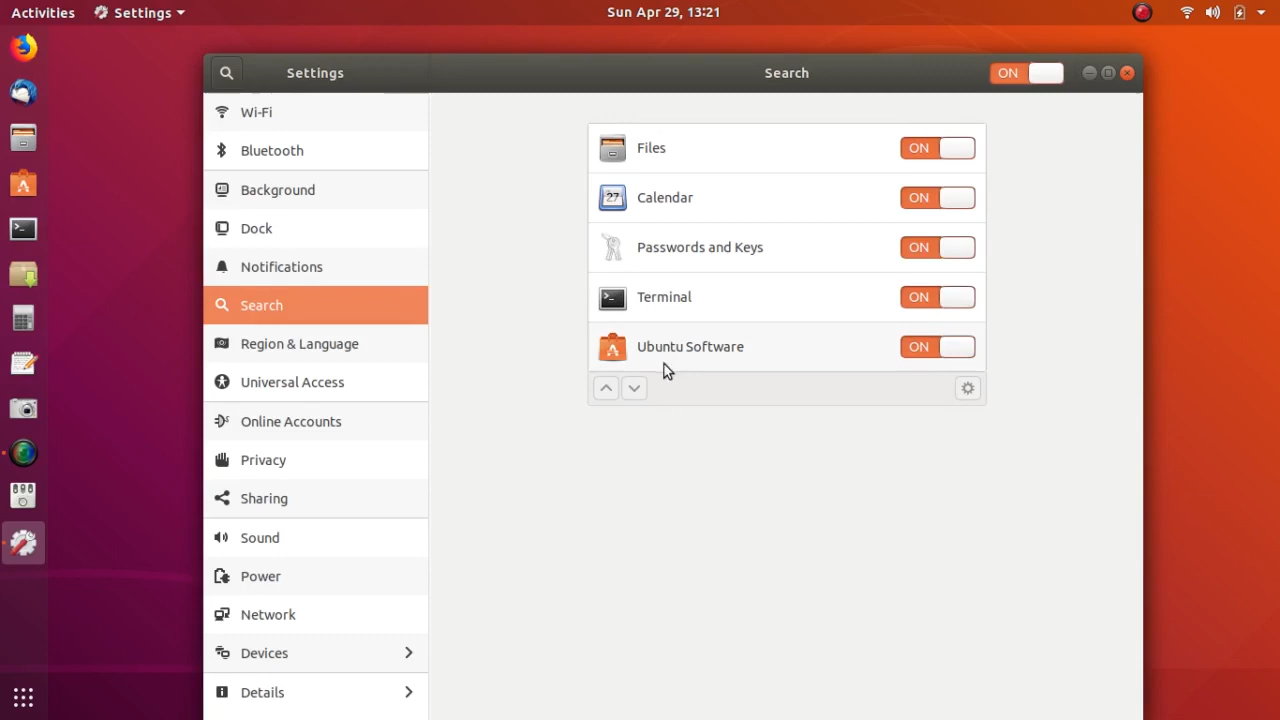 Activities Settings Sun Apr 29, 13:21
Settings Search ON
Wi-Fi
Bluetooth
Background
Dock
Notifications
Search
Region & Language
Universal Access
Online Accounts
Privacy
Sharing
Sound
Power
Network
Devices
Details
Files ON
27 Calendar ON
Passwords and Keys ON
Terminal ON
Ubuntu Software ON